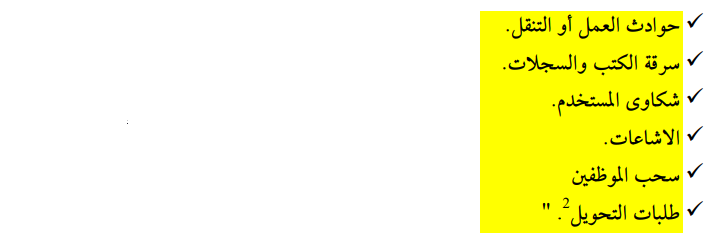 ✓ حوادث العمل أو التنقل.
✓ سرقة الكتب والسجلات.
✓ شكاوى المستخدم.
✓ الاشاعات.
✓ سحب الموظفين
✓ طلبات التحويل2. "